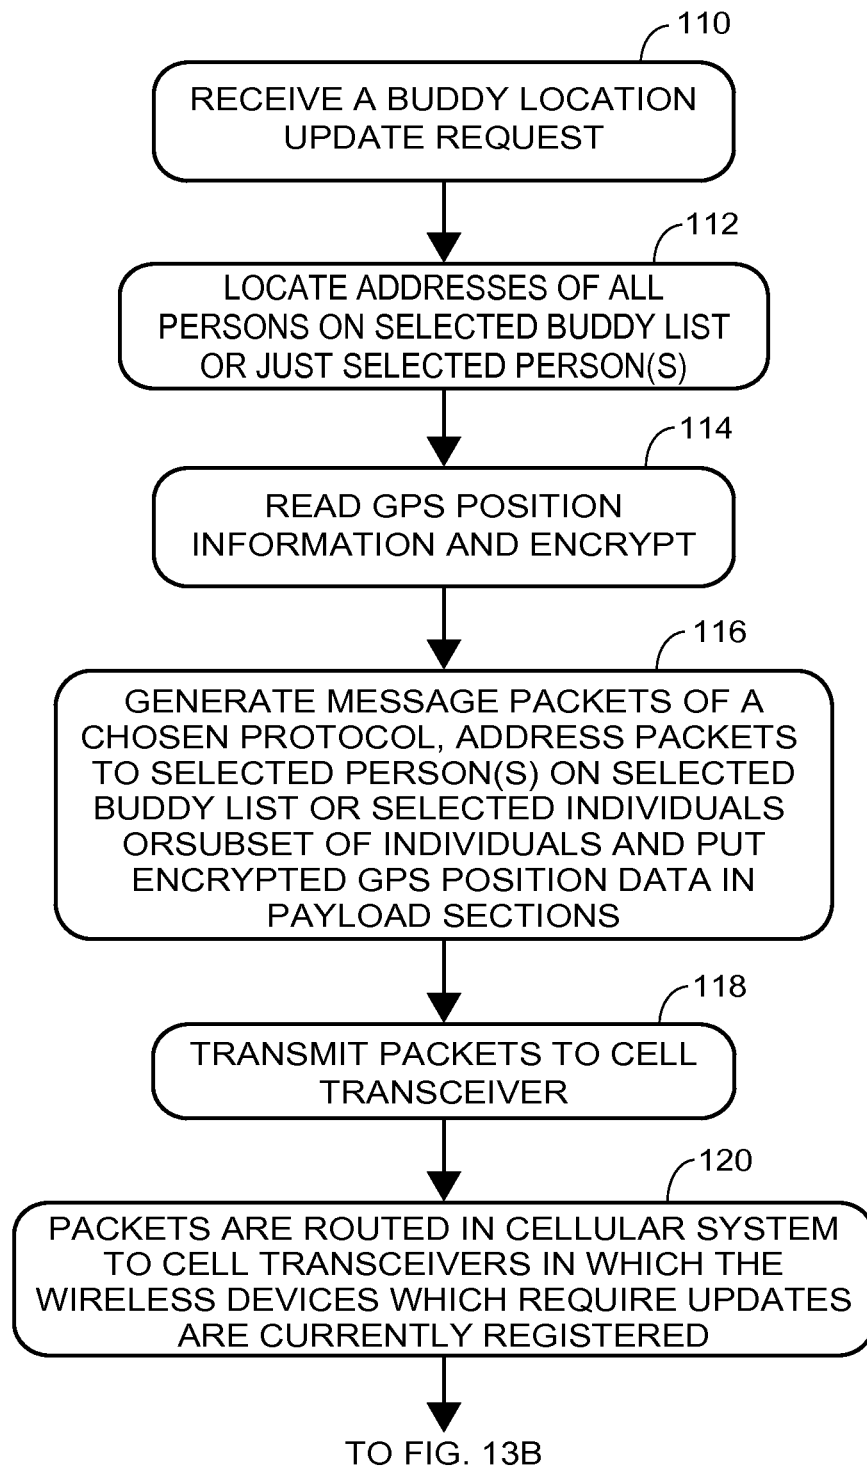 110
RECEIVE A BUDDY LOCATION
UPDATE REQUEST
112
LOCATE ADDRESSES OF ALL
PERSONS ON SELECTED BUDDY LIST
OR JUST SELECTED PERSON(S)
114
READ GPS POSITION
INFORMATION AND ENCRYPT
116
GENERATE MESSAGE PACKETS OF A
CHOSEN PROTOCOL, ADDRESS PACKETS
TO SELECTED PERSON(S) ON SELECTED
BUDDY LIST OR SELECTED INDIVIDUALS
ORSUBSET OF INDIVIDUALS AND PUT
ENCRYPTED GPS POSITION DATA IN
PAYLOAD SECTIONS
118
TRANSMIT PACKETS TO CELL
TRANSCEIVER
120
PACKETS ARE ROUTED IN CELLULAR SYSTEM
TO CELL TRANSCEIVERS IN WHICH THE
WIRELESS DEVICES WHICH REQUIRE UPDATES
ARE CURRENTLY REGISTERED
TO FIG. 13B